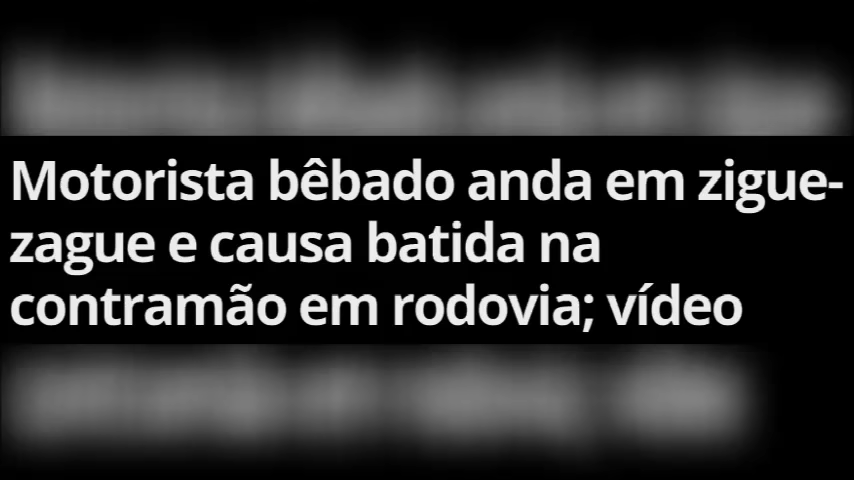 Motorista bêbado anda em zigue-
zague e causa batida na
contramão em rodovia; vídeo